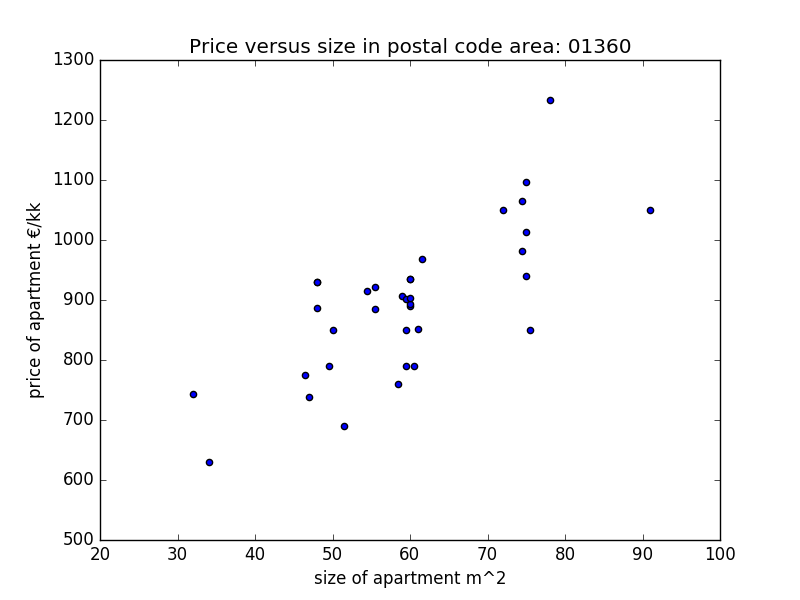 Price versus size in postal code area: 01360
1300
1200
1100
1000
900
800
700
600
500
price of apartment €/kk
20 30 40 50 60 70 80 90 100
size of apartment m^2